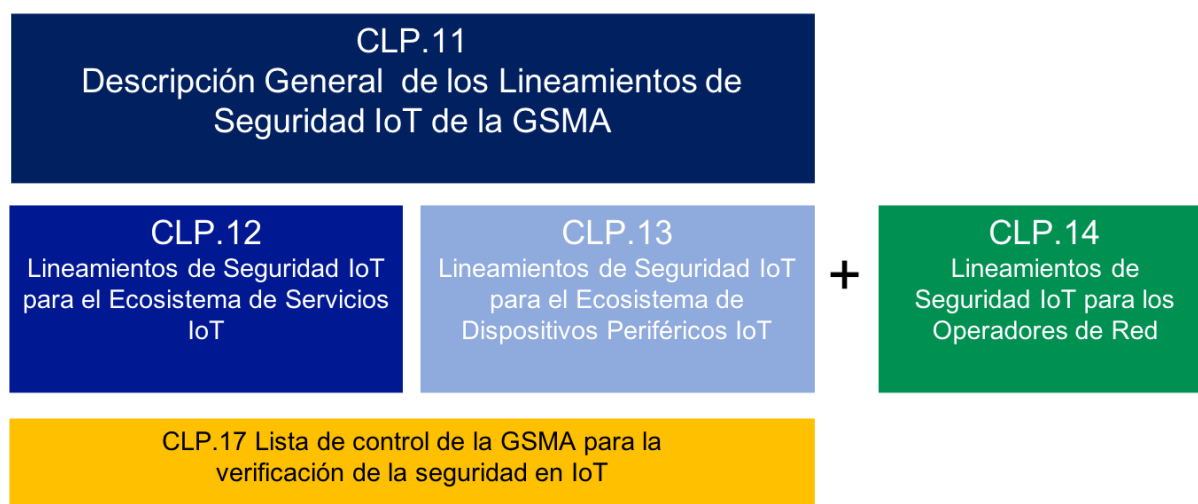 CLP.11
Descripción General de los Lineamientos de
Seguridad IoT de la GSMA
CLP.12
Lineamientos de Seguridad IoT
para el Ecosistema de Servicios
IoT
CLP.13
Lineamientos de Seguridad IoT
para el Ecosistema de
Dispositivos Periféricos IoT
+
CLP.14
Lineamientos de
Seguridad IoT para los
Operadores de Red
CLP.17 Lista de control de la GSMA para la
verificación de la seguridad en IoT